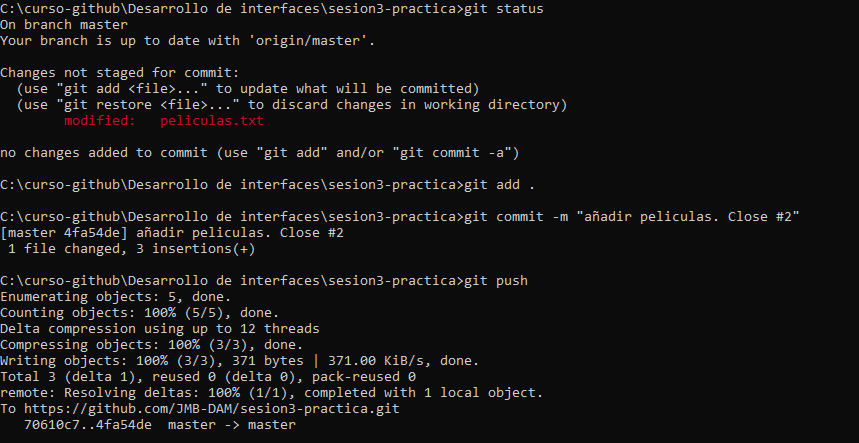 C:\curso-github\Desarrollo de interfaces\sesion3-practica>git status
On branch master
Your branch is up to date with 'origin/master'.
Changes not staged for commit:
(use "git add <file>..." to update what will be committed)
(use "git restore <file>..." to discard changes in working directory)
modified: peliculas.txt
no changes added to commit (use "git add" and/or "git commit -a")
C:\curso-github\Desarrollo de interfaces\sesion3-practica>git add .
C:\curso-github\Desarrollo de interfaces\sesion3-practica>git commit -m "añadir peliculas. Close #2"
[master 4fa54de] añadir peliculas. Close #2
1 file changed, 3 insertions(+)
C:\curso-github\Desarrollo de interfaces\sesion3-practica>git push
Enumerating objects: 5, done.
Counting objects: 100% (5/5), done.
Delta compression using up to 12 threads
Compressing objects: 100% (3/3), done.
Writing objects: 100% (3/3), 371 bytes | 371.00 KiB/s, done.
Total 3 (delta 1), reused 0 (delta 0), pack-reused 0
remote: Resolving deltas: 100% (1/1), completed with 1 local object.
To https://github.com/JMB-DAM/sesion3-practica.git
70610c7..4fa54de master -> master